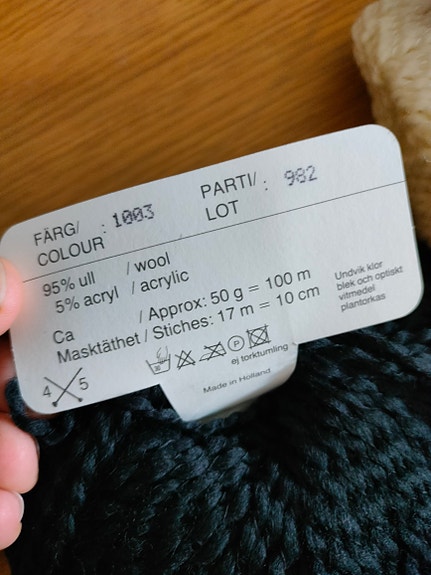 FÄRG/ : 1003 PARTI/ : 982
COLOUR LOT
95% ull / wool
5% acryl / acrylic
Ca / Approx: 50 g = 100 m
Masktäthet / Stiches: 17 m = 10 cm
Undvik klor
blek och optiskt
vitmedel
plantorkas
4 5
P
ej torktumling
Made in Holland